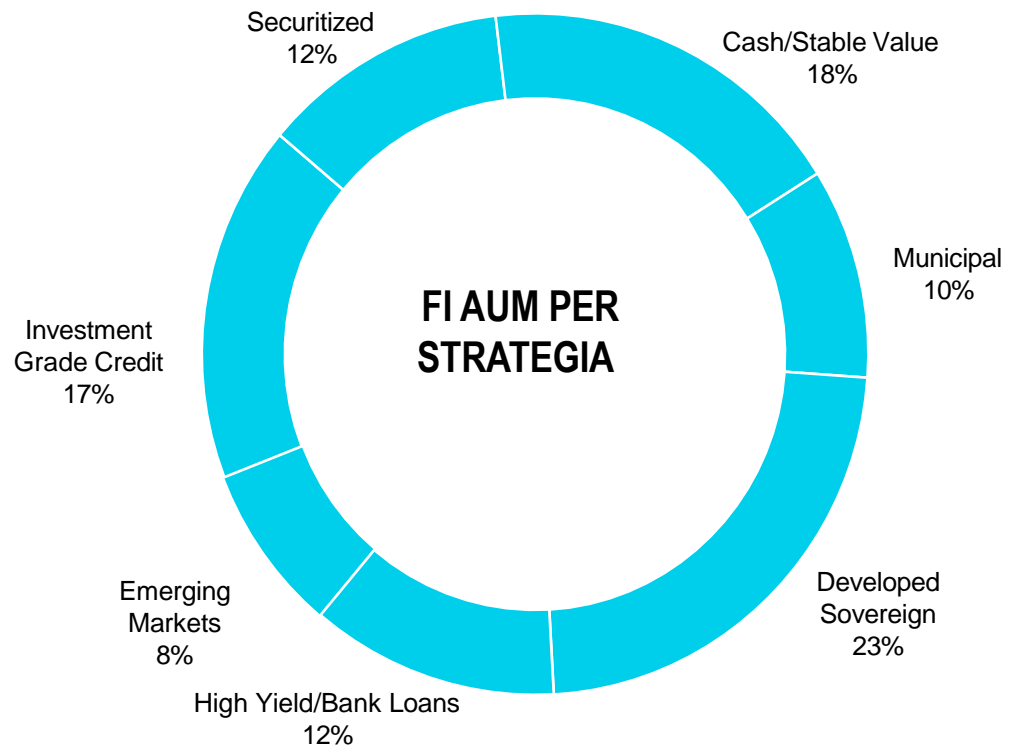 Securitized
12%
Cash/Stable Value
18%
Municipal
10%
FI AUM PER
STRATEGIA
Investment
Grade Credit
17%
Developed
Sovereign
23%
Emerging
Markets
8%
High Yield/Bank Loans
12%